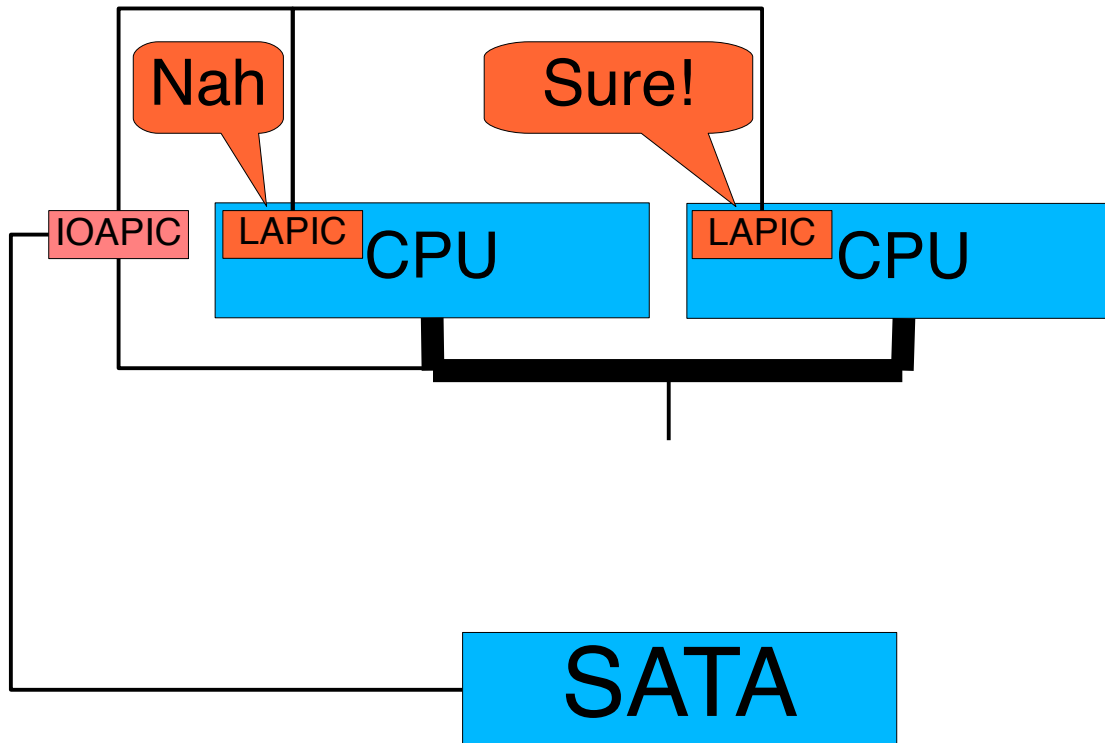 Nah
Sure!
IOAPIC
LAPIC
CPU
LAPIC
CPU
SATA